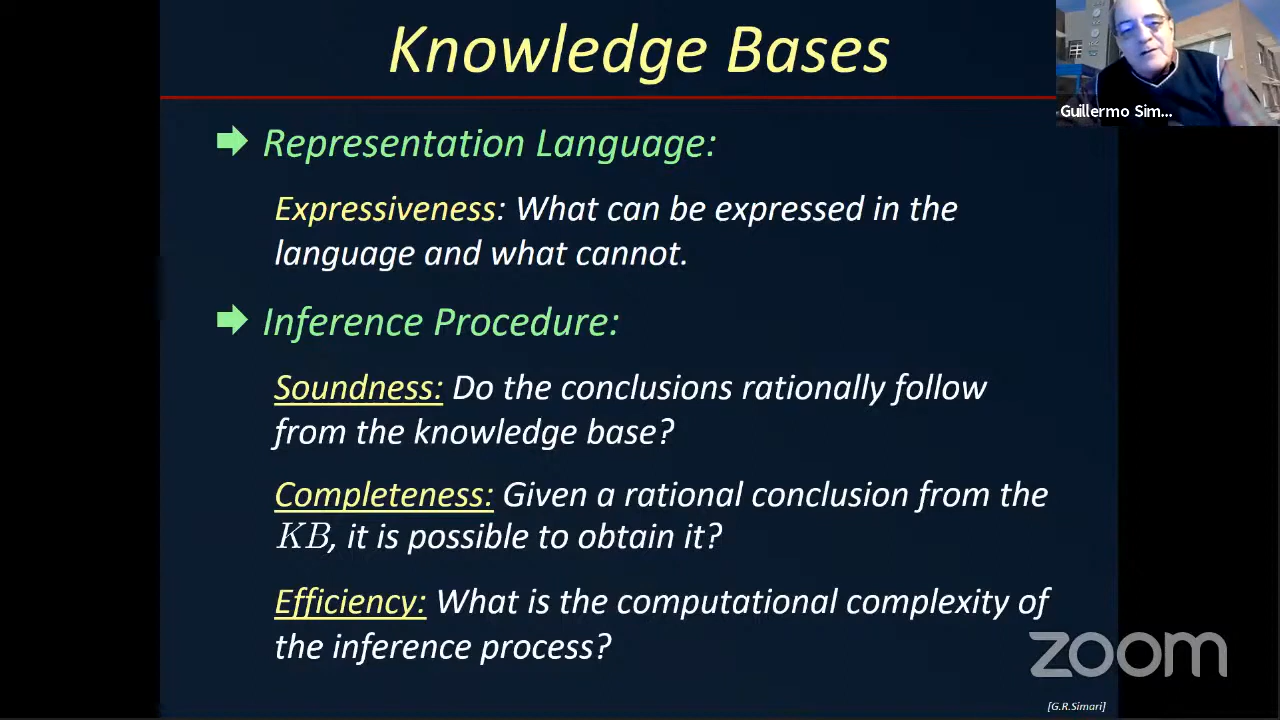 Knowledge Bases
Guillermo Sim...
Representation Language:
Expressiveness: What can be expressed in the
language and what cannot.
Inference Procedure:
Soundness: Do the conclusions rationally follow
from the knowledge base?
Completeness: Given a rational conclusion from the
KB, it is possible to obtain it?
Efficiency: What is the computational complexity of
the inference process?
zoom
[G.R.Simari]